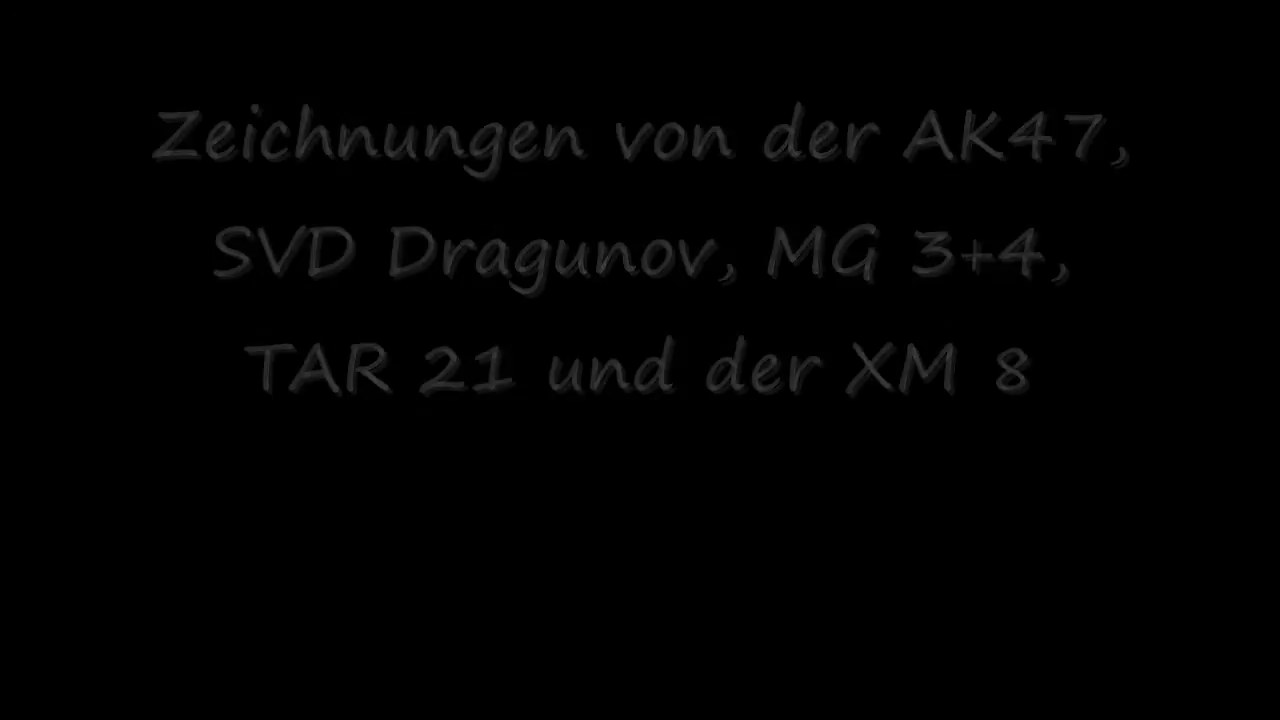 Zeichnungen von der AK47,
SVD Dragunov, MG 3+4,
TAR 21 und der XM 8